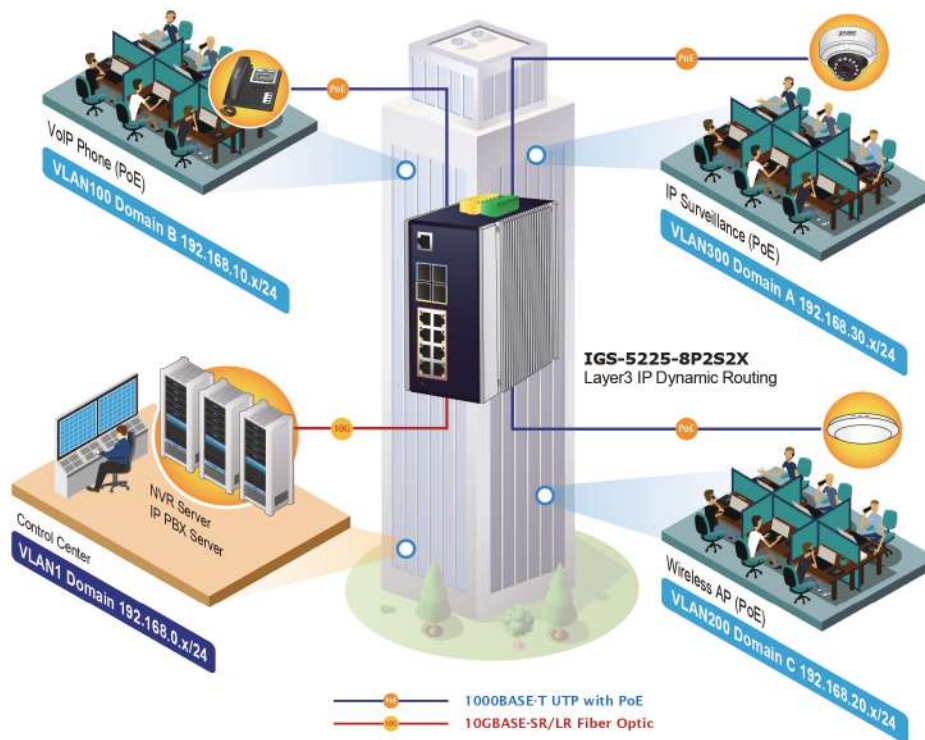 PoE
PoE
VoIP Phone (PoE)
VLAN100 Domain B 192.168.10.x/24
IP Surveillance (PoE)
VLAN300 Domain A 192.168.30.x/24
IGS-5225-8P2S2X
Layer3 IP Dynamic Routing
10G
PoE
NVR Server
IP PBX Server
Control Center
VLAN1 Domain 192.168.0.x/24
Wireless AP (PoE)
VLAN200 Domain C 192.168.20.x/24
PoE 1000BASE-T UTP with PoE
10G 10GBASE-SR/LR Fiber Optic